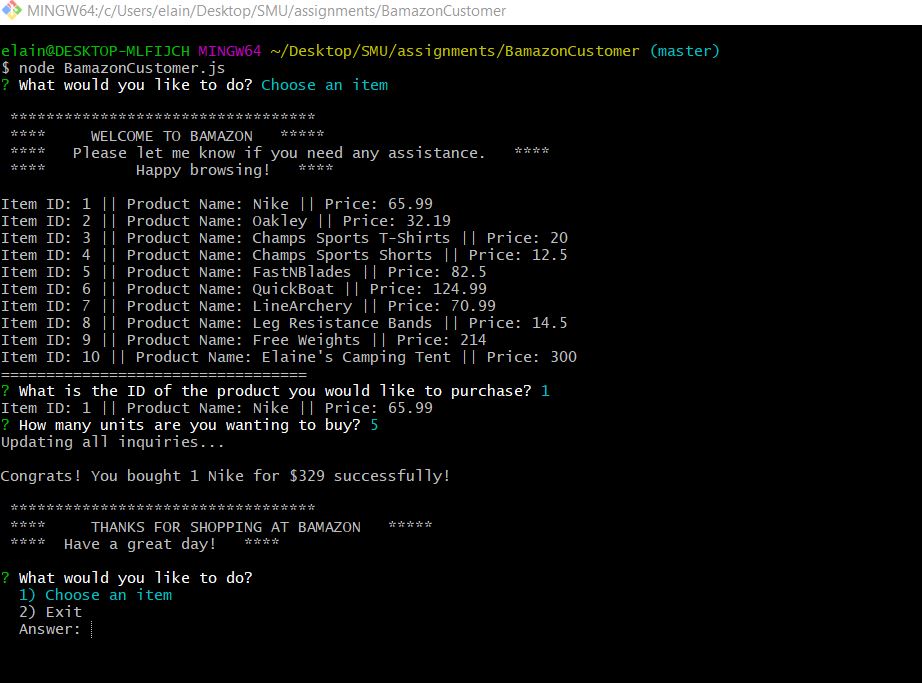 MINGW64:/c/Users/elain/Desktop/SMU/assignments/BamazonCustomer
elain@DESKTOP-MLFIJCH MINGW64 ~/Desktop/SMU/assignments/BamazonCustomer (master)
$ node BamazonCustomer.js
? What would you like to do? Choose an item
**********************************
****     WELCOME TO BAMAZON   *****
****   Please let me know if you need any assistance.   ****
****          Happy browsing!   ****
Item ID: 1 || Product Name: Nike || Price: 65.99
Item ID: 2 || Product Name: Oakley || Price: 32.19
Item ID: 3 || Product Name: Champs Sports T-Shirts || Price: 20
Item ID: 4 || Product Name: Champs Sports Shorts || Price: 12.5
Item ID: 5 || Product Name: FastNBlades || Price: 82.5
Item ID: 6 || Product Name: QuickBoat || Price: 124.99
Item ID: 7 || Product Name: LineArchery || Price: 70.99
Item ID: 8 || Product Name: Leg Resistance Bands || Price: 14.5
Item ID: 9 || Product Name: Free Weights || Price: 214
Item ID: 10 || Product Name: Elaine's Camping Tent || Price: 300
==================================
? What is the ID of the product you would like to purchase? 1
Item ID: 1 || Product Name: Nike || Price: 65.99
? How many units are you wanting to buy? 5
Updating all inquiries...
Congrats! You bought 1 Nike for $329 successfully!
**********************************
****     THANKS FOR SHOPPING AT BAMAZON   *****
****  Have a great day!   ****
? What would you like to do?
1) Choose an item
2) Exit
Answer: